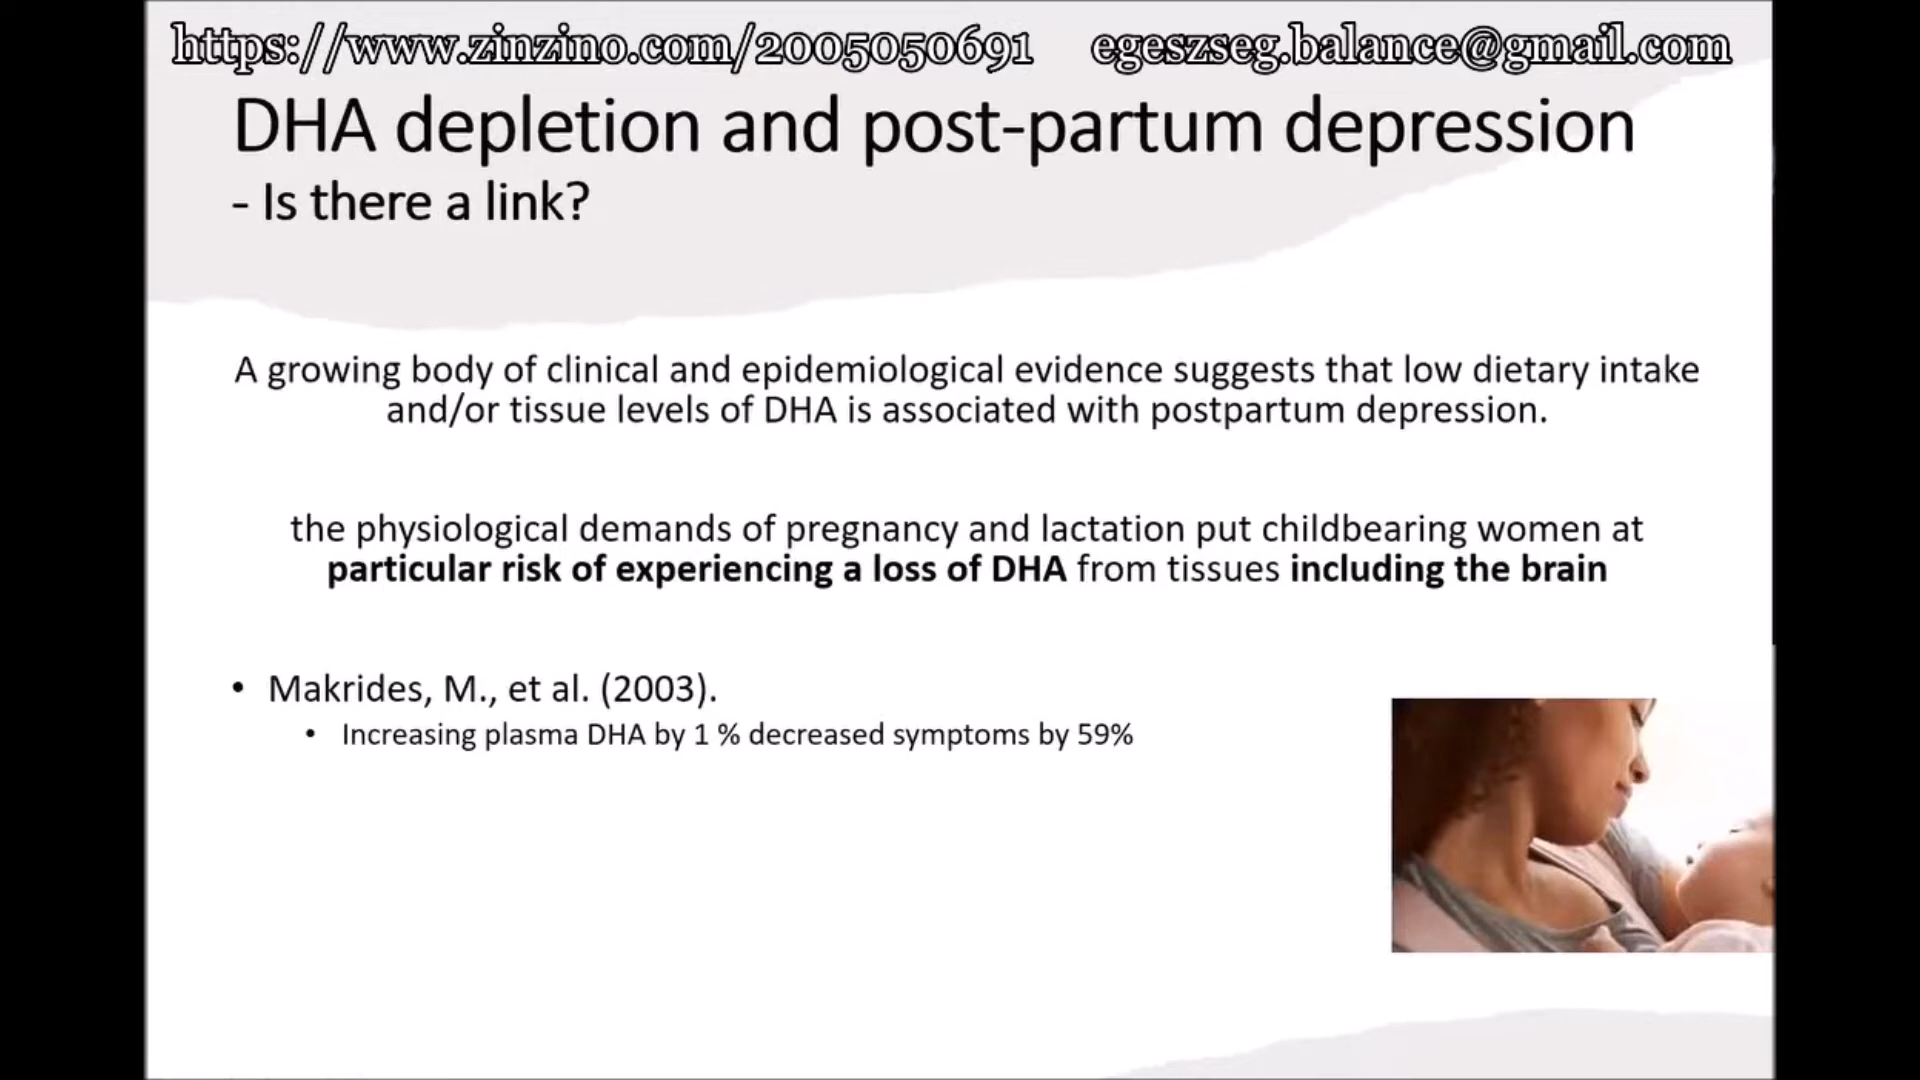 https://www.zinzino.com/2005050691 egeszseg.balance@gmail.com
DHA depletion and post-partum depression
- Is there a link?
A growing body of clinical and epidemiological evidence suggests that low dietary intake
and/or tissue levels of DHA is associated with postpartum depression.
the physiological demands of pregnancy and lactation put childbearing women at
particular risk of experiencing a loss of DHA from tissues including the brain
• Makrides, M., et al. (2003).
• Increasing plasma DHA by 1 % decreased symptoms by 59%